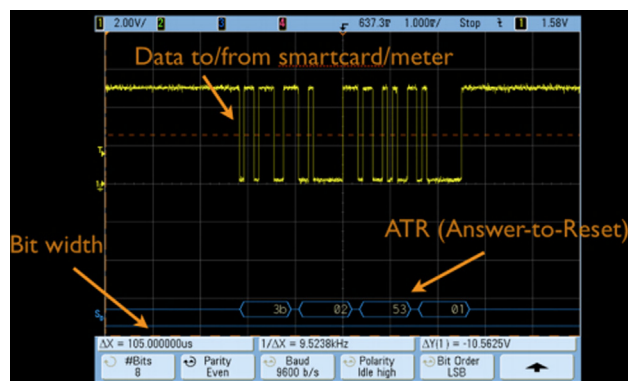 1 2.00V/ 2 3 4 637.3▼ 1.000▼/ Stop 1 1.58V
Data to/from smartcard/meter
Bit width
ATR (Answer-to-Reset)
3b 02 53 01
ΔX = 105.000000us 1/ΔX = 9.5238kHz ΔY(1) = -10.5625V
#Bits Parity Baud Polarity Bit Order
8 Even 9600 b/s Idle high LSB